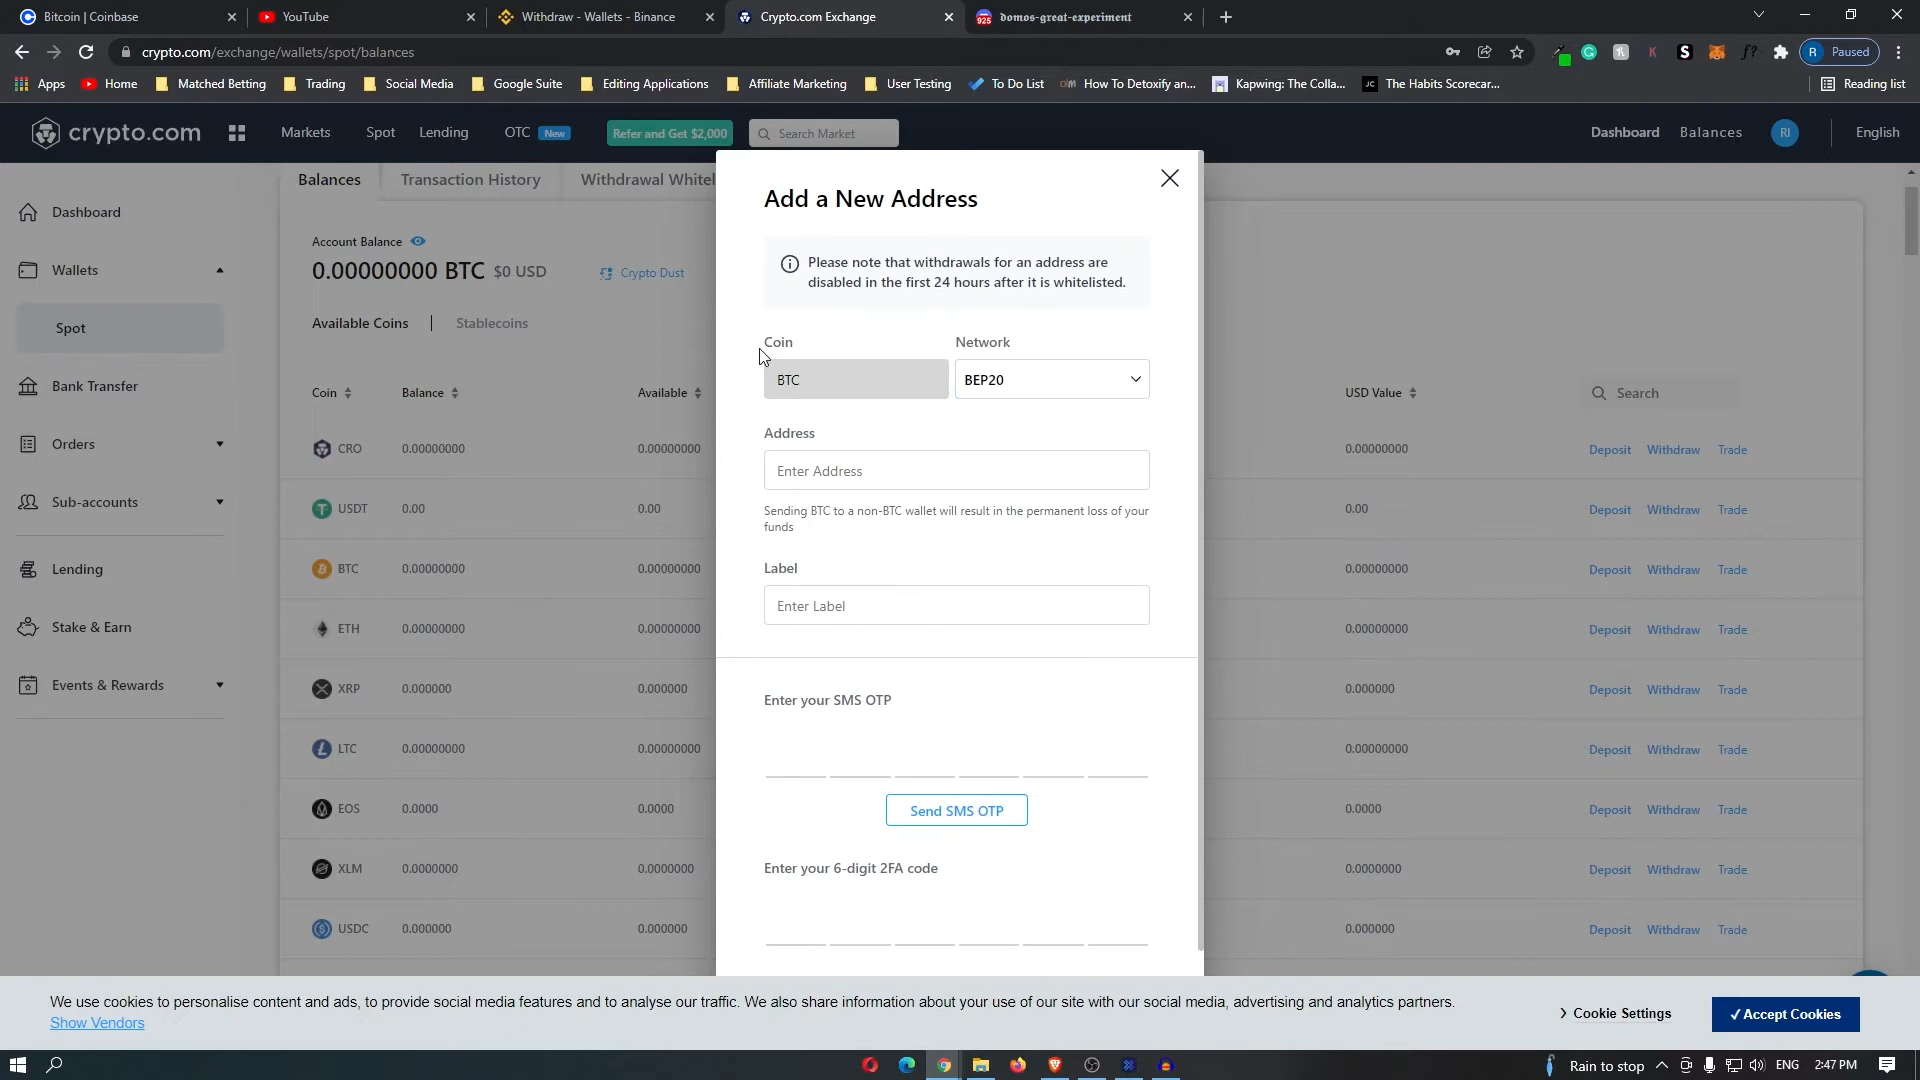 Bitcoin | Coinbase
YouTube
Withdraw - Wallets - Binance
Crypto.com Exchange
𝖉𝖔𝖒𝖔𝖘-𝖌𝖗𝖊𝖆𝖙-𝖊𝖝𝖕𝖊𝖗𝖎𝖒𝖊𝖓𝖙
crypto.com/exchange/wallets/spot/balances
R Paused
Apps
Home
Matched Betting
Trading
Social Media
Google Suite
Editing Applications
Affiliate Marketing
User Testing
To Do List
How To Detoxify an...
Kapwing: The Colla...
The Habits Scorecar...
Reading list
crypto.com
Markets
Spot
Lending
OTC New
Refer and Get $2,000
Search Market
Dashboard
Balances
RI
English
Balances
Transaction History
Withdrawal Whitel
Dashboard
Wallets
Spot
Bank Transfer
Orders
Sub-accounts
Lending
Stake & Earn
Events & Rewards
Account Balance
0.00000000 BTC $0 USD
Crypto Dust
Available Coins | Stablecoins
Coin Balance Available USD Value Search
CRO 0.00000000 0.00000000 0.00000000 Deposit Withdraw Trade
USDT 0.00 0.00 0.00 Deposit Withdraw Trade
BTC 0.00000000 0.00000000 0.00000000 Deposit Withdraw Trade
ETH 0.00000000 0.00000000 0.00000000 Deposit Withdraw Trade
XRP 0.000000 0.000000 0.000000 Deposit Withdraw Trade
LTC 0.00000000 0.00000000 0.00000000 Deposit Withdraw Trade
EOS 0.0000 0.0000 0.0000 Deposit Withdraw Trade
XLM 0.0000000 0.0000000 0.0000000 Deposit Withdraw Trade
USDC 0.000000 0.000000 0.000000 Deposit Withdraw Trade
Add a New Address
Please note that withdrawals for an address are
disabled in the first 24 hours after it is whitelisted.
Coin Network
BTC BEP20
Address
Enter Address
Sending BTC to a non-BTC wallet will result in the permanent loss of your
funds
Label
Enter Label
Enter your SMS OTP
Send SMS OTP
Enter your 6-digit 2FA code
We use cookies to personalise content and ads, to provide social media features and to analyse our traffic. We also share information about your use of our site with our social media, advertising and analytics partners.
Show Vendors
Cookie Settings
✓Accept Cookies
Rain to stop
ENG
2:47 PM